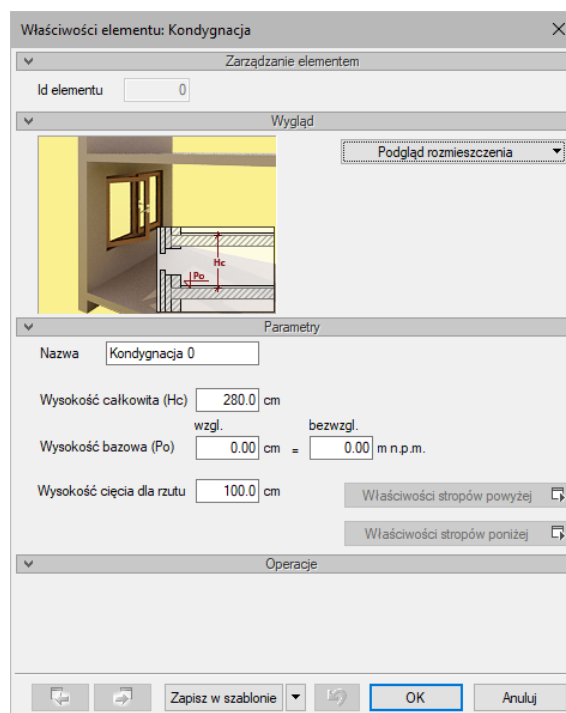 Właściwości elementu: Kondygnacja
Zarządzanie elementem
Id elementu 0
Wygląd
Podgląd rozmieszczenia
Hc
Po
Parametry
Nazwa Kondygnacja 0
Wysokość całkowita (Hc) 280.0 cm
wzgl. bezwzgl.
Wysokość bazowa (Po) 0.00 cm = 0.00 m n.p.m.
Wysokość cięcia dla rzutu 100.0 cm
Właściwości stropów powyżej
Właściwości stropów poniżej
Operacje
Zapisz w szablonie OK Anuluj